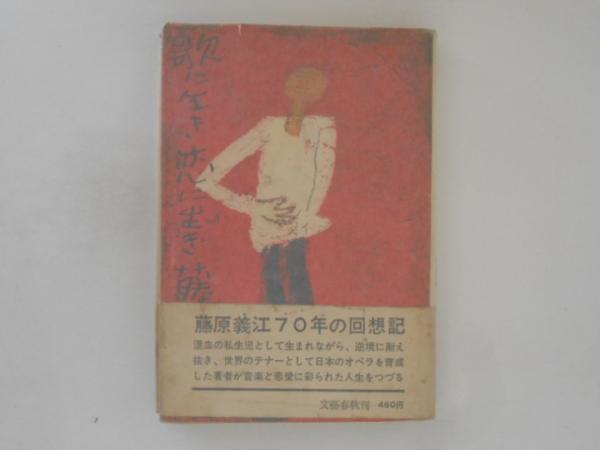 歌に生き恋に生き 藤
藤原義江70年の回想記
混血の私生児として生まれながら、逆境に耐え
抜き、世界のテナーとして日本のオペラを育成
した著者が音楽と恋愛に彩られた人生をつづる
文藝春秋刊 460円